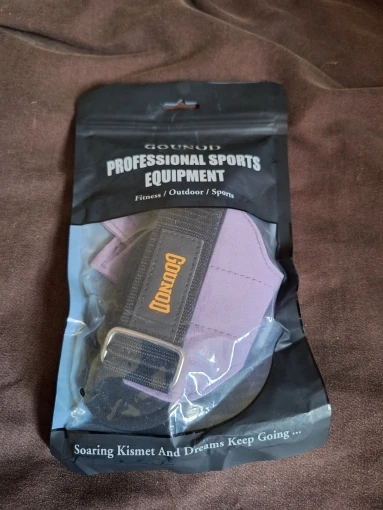 GOUNOD
PROFESSIONAL SPORTS
EQUIPMENT
Fitness / Outdoor / Sports
GOUNOD
Soaring Kismet And Dreams Keep Going ...